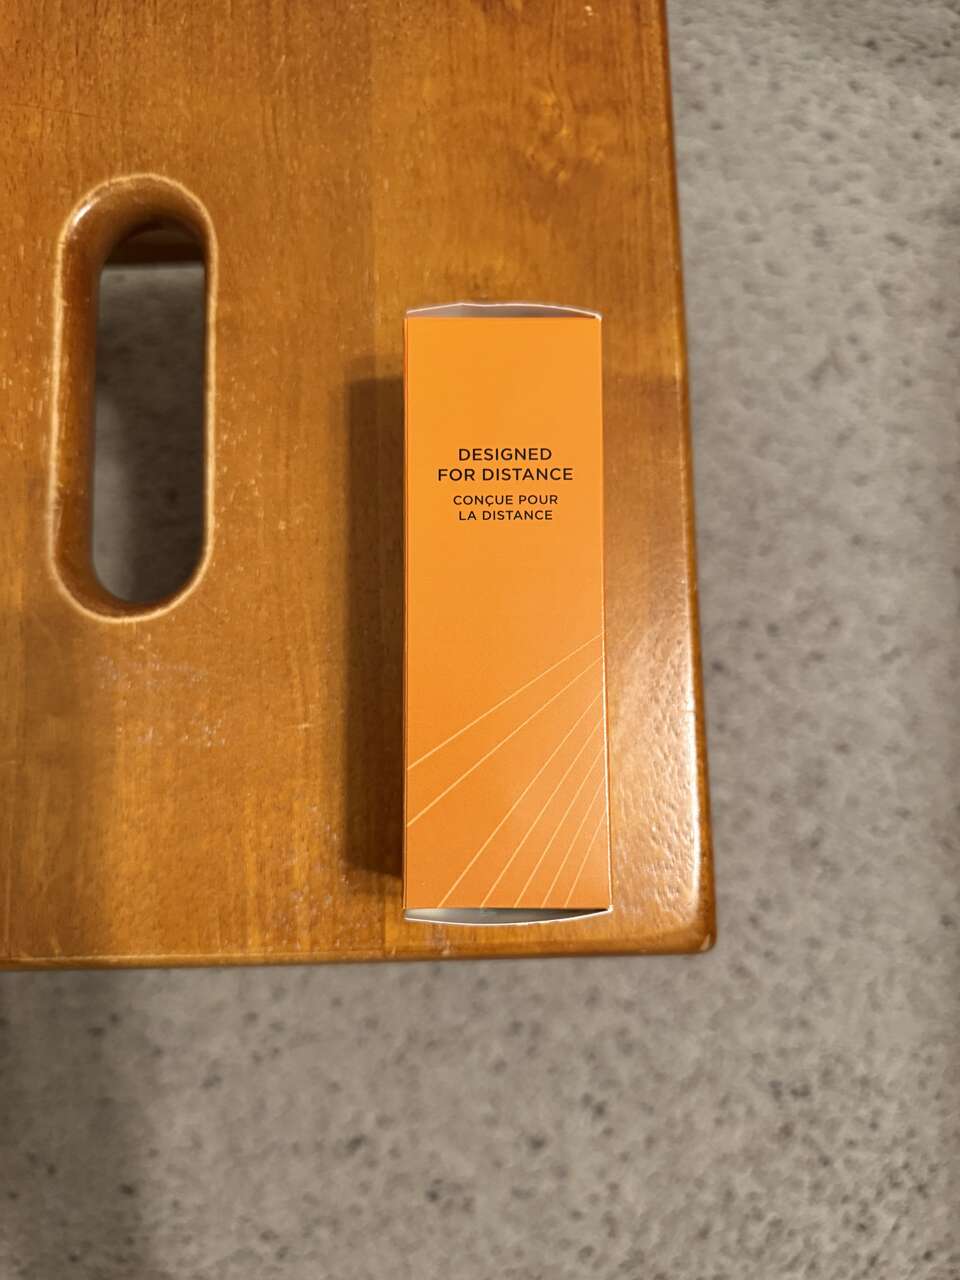 DESIGNED
FOR DISTANCE
CONÇUE POUR
LA DISTANCE